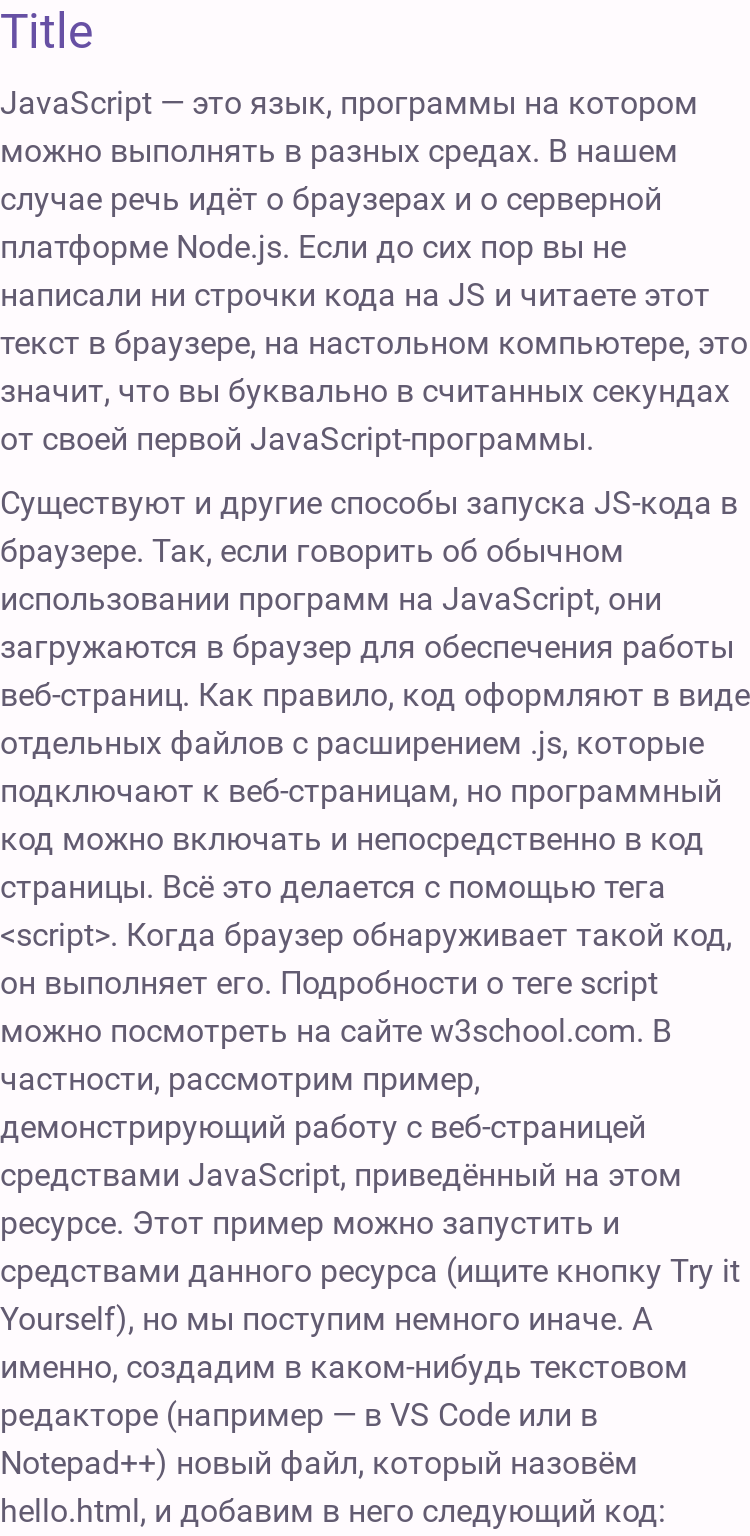 Title
JavaScript — это язык, программы на котором
можно выполнять в разных средах. В нашем
случае речь идёт о браузерах и о серверной
платформе Node.js. Если до сих пор вы не
написали ни строчки кода на JS и читаете этот
текст в браузере, на настольном компьютере, это
значит, что вы буквально в считанных секундах
от своей первой JavaScript-программы.
Существуют и другие способы запуска JS-кода в
браузере. Так, если говорить об обычном
использовании программ на JavaScript, они
загружаются в браузер для обеспечения работы
веб-страниц. Как правило, код оформляют в виде
отдельных файлов с расширением .js, которые
подключают к веб-страницам, но программный
код можно включать и непосредственно в код
страницы. Всё это делается с помощью тега
<script>. Когда браузер обнаруживает такой код,
он выполняет его. Подробности о теге script
можно посмотреть на сайте w3school.com. В
частности, рассмотрим пример,
демонстрирующий работу с веб-страницей
средствами JavaScript, приведённый на этом
ресурсе. Этот пример можно запустить и
средствами данного ресурса (ищите кнопку Try it
Yourself), но мы поступим немного иначе. А
именно, создадим в каком-нибудь текстовом
редакторе (например — в VS Code или в
Notepad++) новый файл, который назовём
hello.html, и добавим в него следующий код: